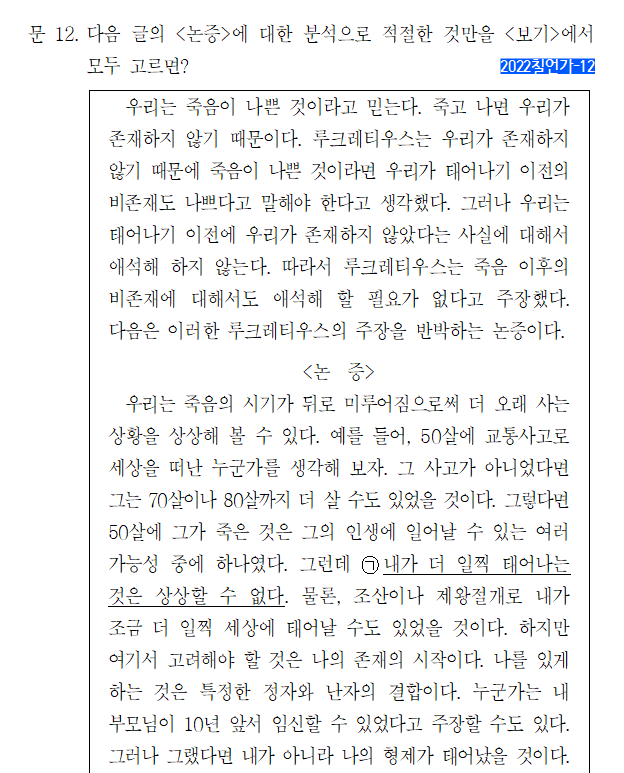 문 12. 다음 글의 <논증>에 대한 분석으로 적절한 것만을 <보기>에서
모두 고르면?
2022칠언가-12
우리는 죽음이 나쁜 것이라고 믿는다. 죽고 나면 우리가
존재하지 않기 때문이다. 루크레티우스는 우리가 존재하지
않기 때문에 죽음이 나쁜 것이라면 우리가 태어나기 이전의
비존재도 나쁘다고 말해야 한다고 생각했다. 그러나 우리는
태어나기 이전에 우리가 존재하지 않았다는 사실에 대해서
애석해 하지 않는다. 따라서 루크레티우스는 죽음 이후의
비존재에 대해서도 애석해 할 필요가 없다고 주장했다.
다음은 이러한 루크레티우스의 주장을 반박하는 논증이다.
<논 증>
우리는 죽음의 시기가 뒤로 미루어짐으로써 더 오래 사는
상황을 상상해 볼 수 있다. 예를 들어, 50살에 교통사고로
세상을 떠난 누군가를 생각해 보자. 그 사고가 아니었다면
그는 70살이나 80살까지 더 살 수도 있었을 것이다. 그렇다면
50살에 그가 죽은 것은 그의 인생에 일어날 수 있는 여러
가능성 중에 하나였다. 그런데 ㉠내가 더 일찍 태어나는
것은 상상할 수 없다. 물론, 조산이나 제왕절개로 내가
조금 더 일찍 세상에 태어날 수도 있었을 것이다. 하지만
여기서 고려해야 할 것은 나의 존재의 시작이다. 나를 있게
하는 것은 특정한 정자와 난자의 결합이다. 누군가는 내
부모님이 10년 앞서 임신할 수 있었다고 주장할 수도 있다.
그러나 그랬다면 내가 아니라 나의 형제가 태어났을 것이다.